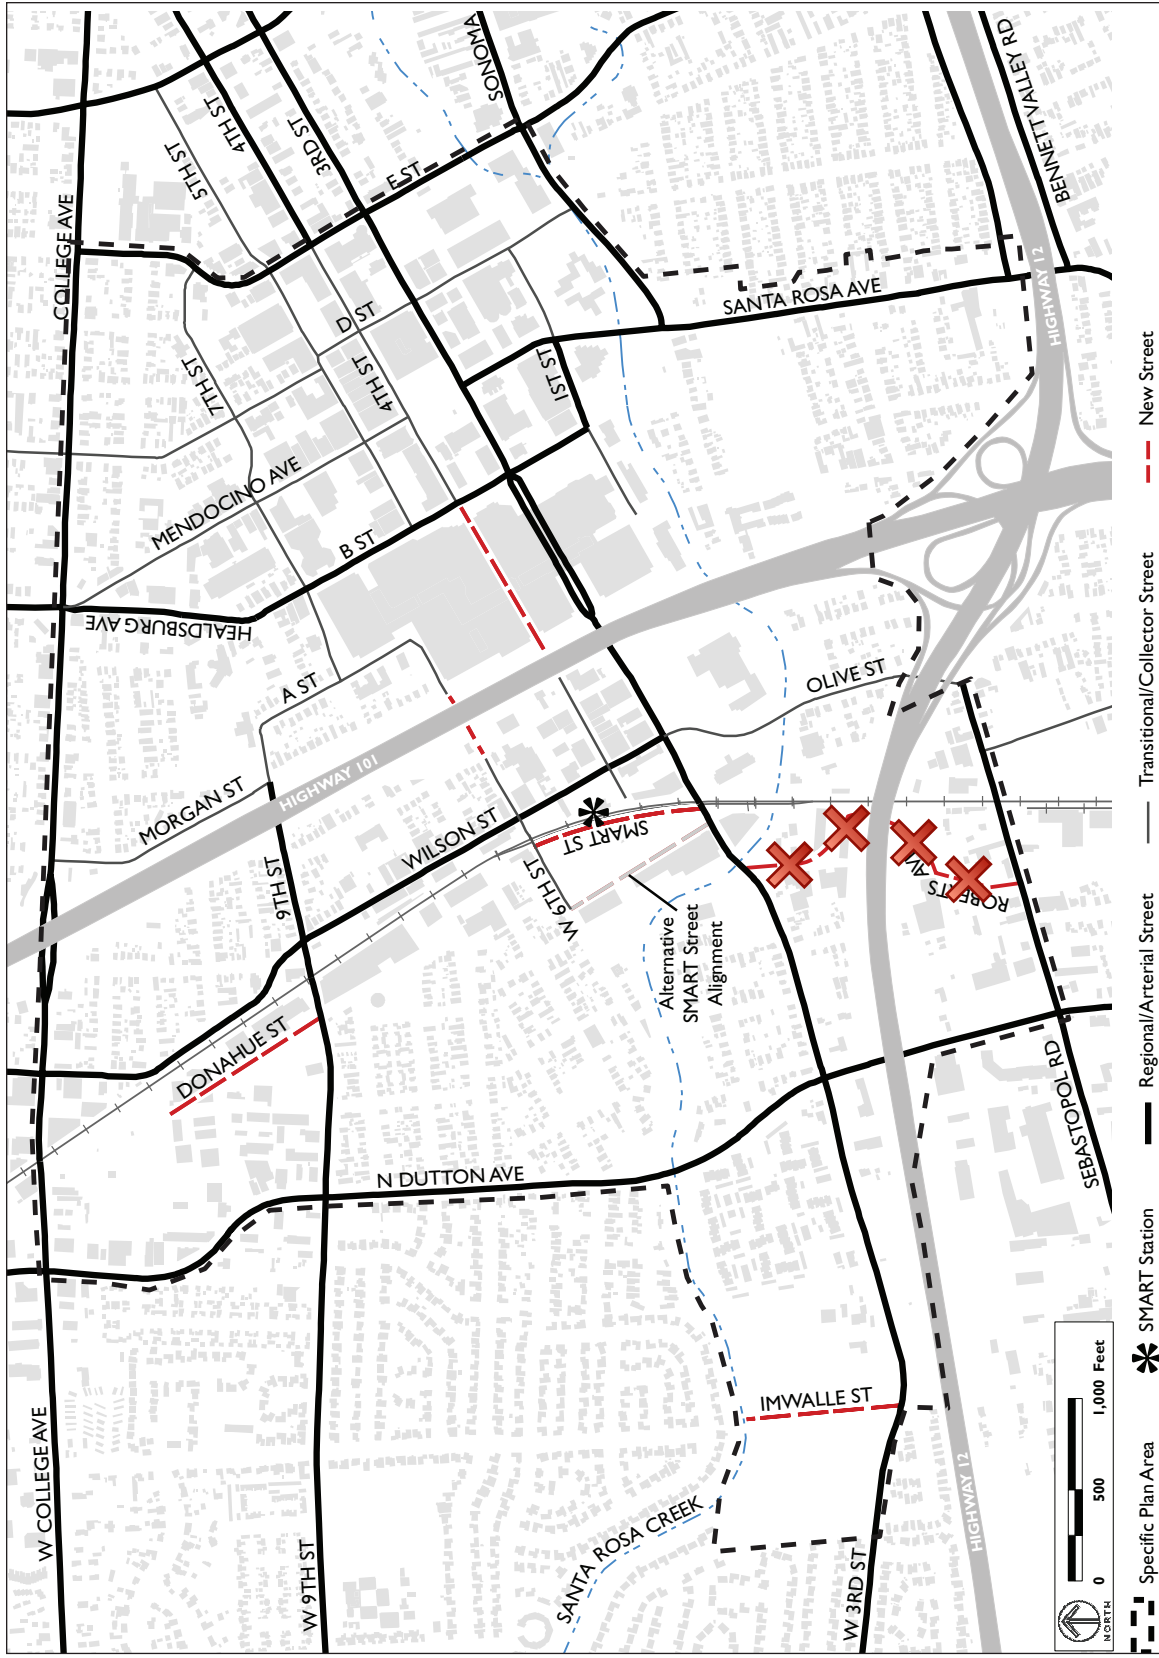 COLLEGE AVE
4TH ST
5TH ST
3RD ST
E ST
SONOMA
BENNETT VALLEY RD
SANTA ROSA AVE
HIGHWAY 12
7TH ST
D ST
4TH ST
1ST ST
MENDOCINO AVE
B ST
HEALDSBURG AVE
A ST
HIGHWAY 101
MORGAN ST
9TH ST
WILSON ST
SMART ST
W 6TH ST
OLIVE ST
ROBERTS
AV
Alternative
SMART Street
Alignment
DONAHUE ST
N DUTTON AVE
SEBASTOPOL RD
IMWALLE ST
W COLLEGE AVE
W 9TH ST
SANTA ROSA CREEK
W 3RD ST
HIGHWAY 12
NORTH
0 500 1,000 Feet
Specific Plan Area
SMART Station
Regional/Arterial Street
Transitional/Collector Street
New Street